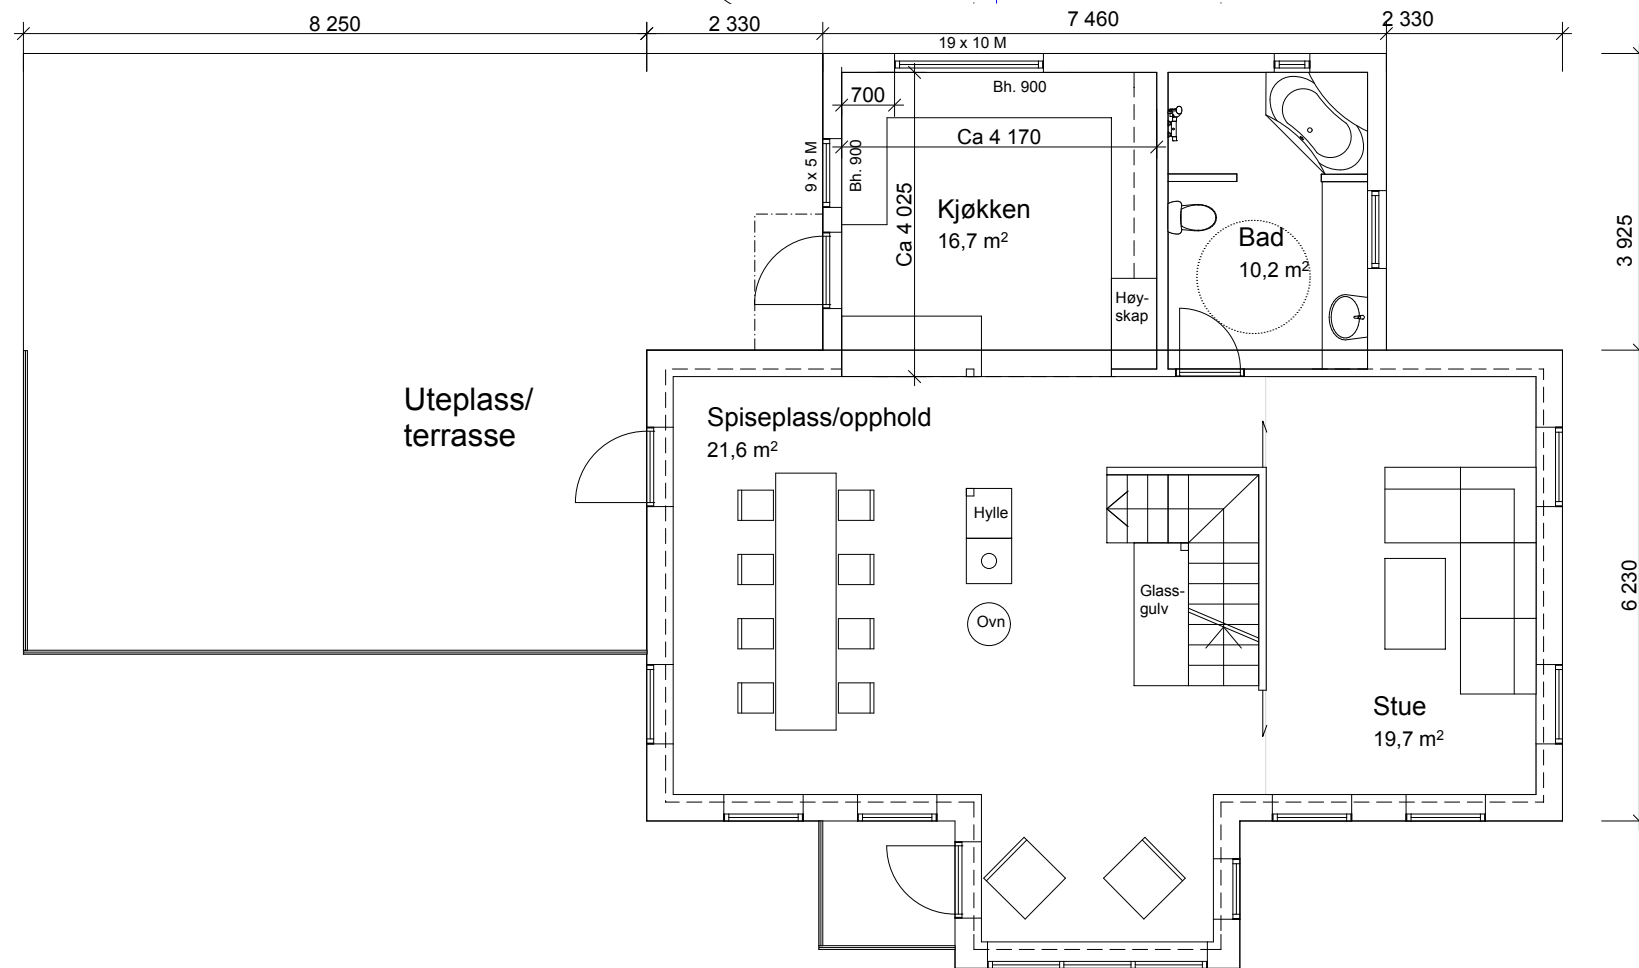 8 250
2 330
7 460
2 330
19 x 10 M
Bh. 900
700
Ca 4 170
9 x 5 M
Bh. 900
Ca 4 025
Kjøkken
16,7 m²
Bad
10,2 m²
3 925
Høy-
skap
Uteplass/
terrasse
Spiseplass/opphold
21,6 m²
Hylle
Glass-
gulv
Ovn
6 230
Stue
19,7 m²